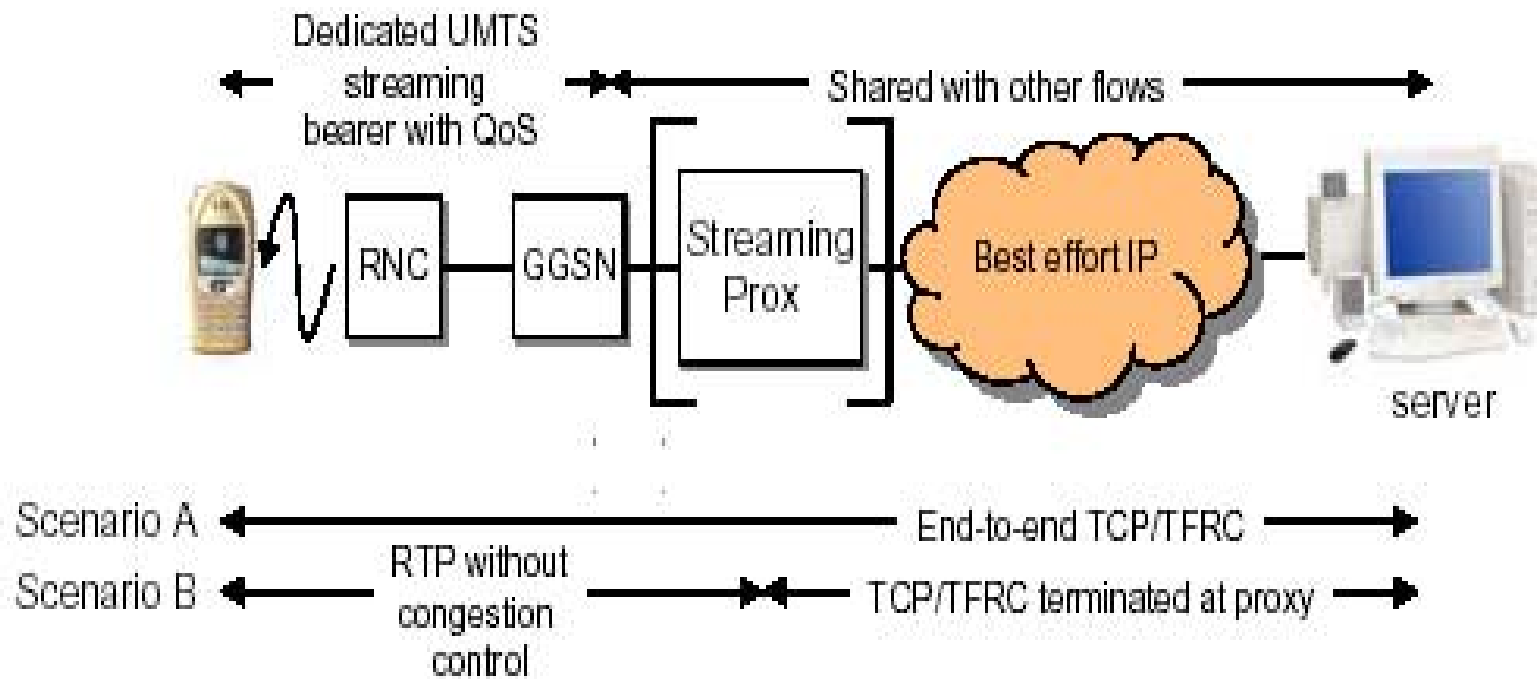 Dedicated UMTS
streaming
bearer with QoS
Shared with other flows
RNC
GGSN
Streaming
Prox
Best effort IP
server
Scenario A
End-to-end TCP/TFRC
Scenario B
RTP without
congestion
control
TCP/TFRC terminated at proxy